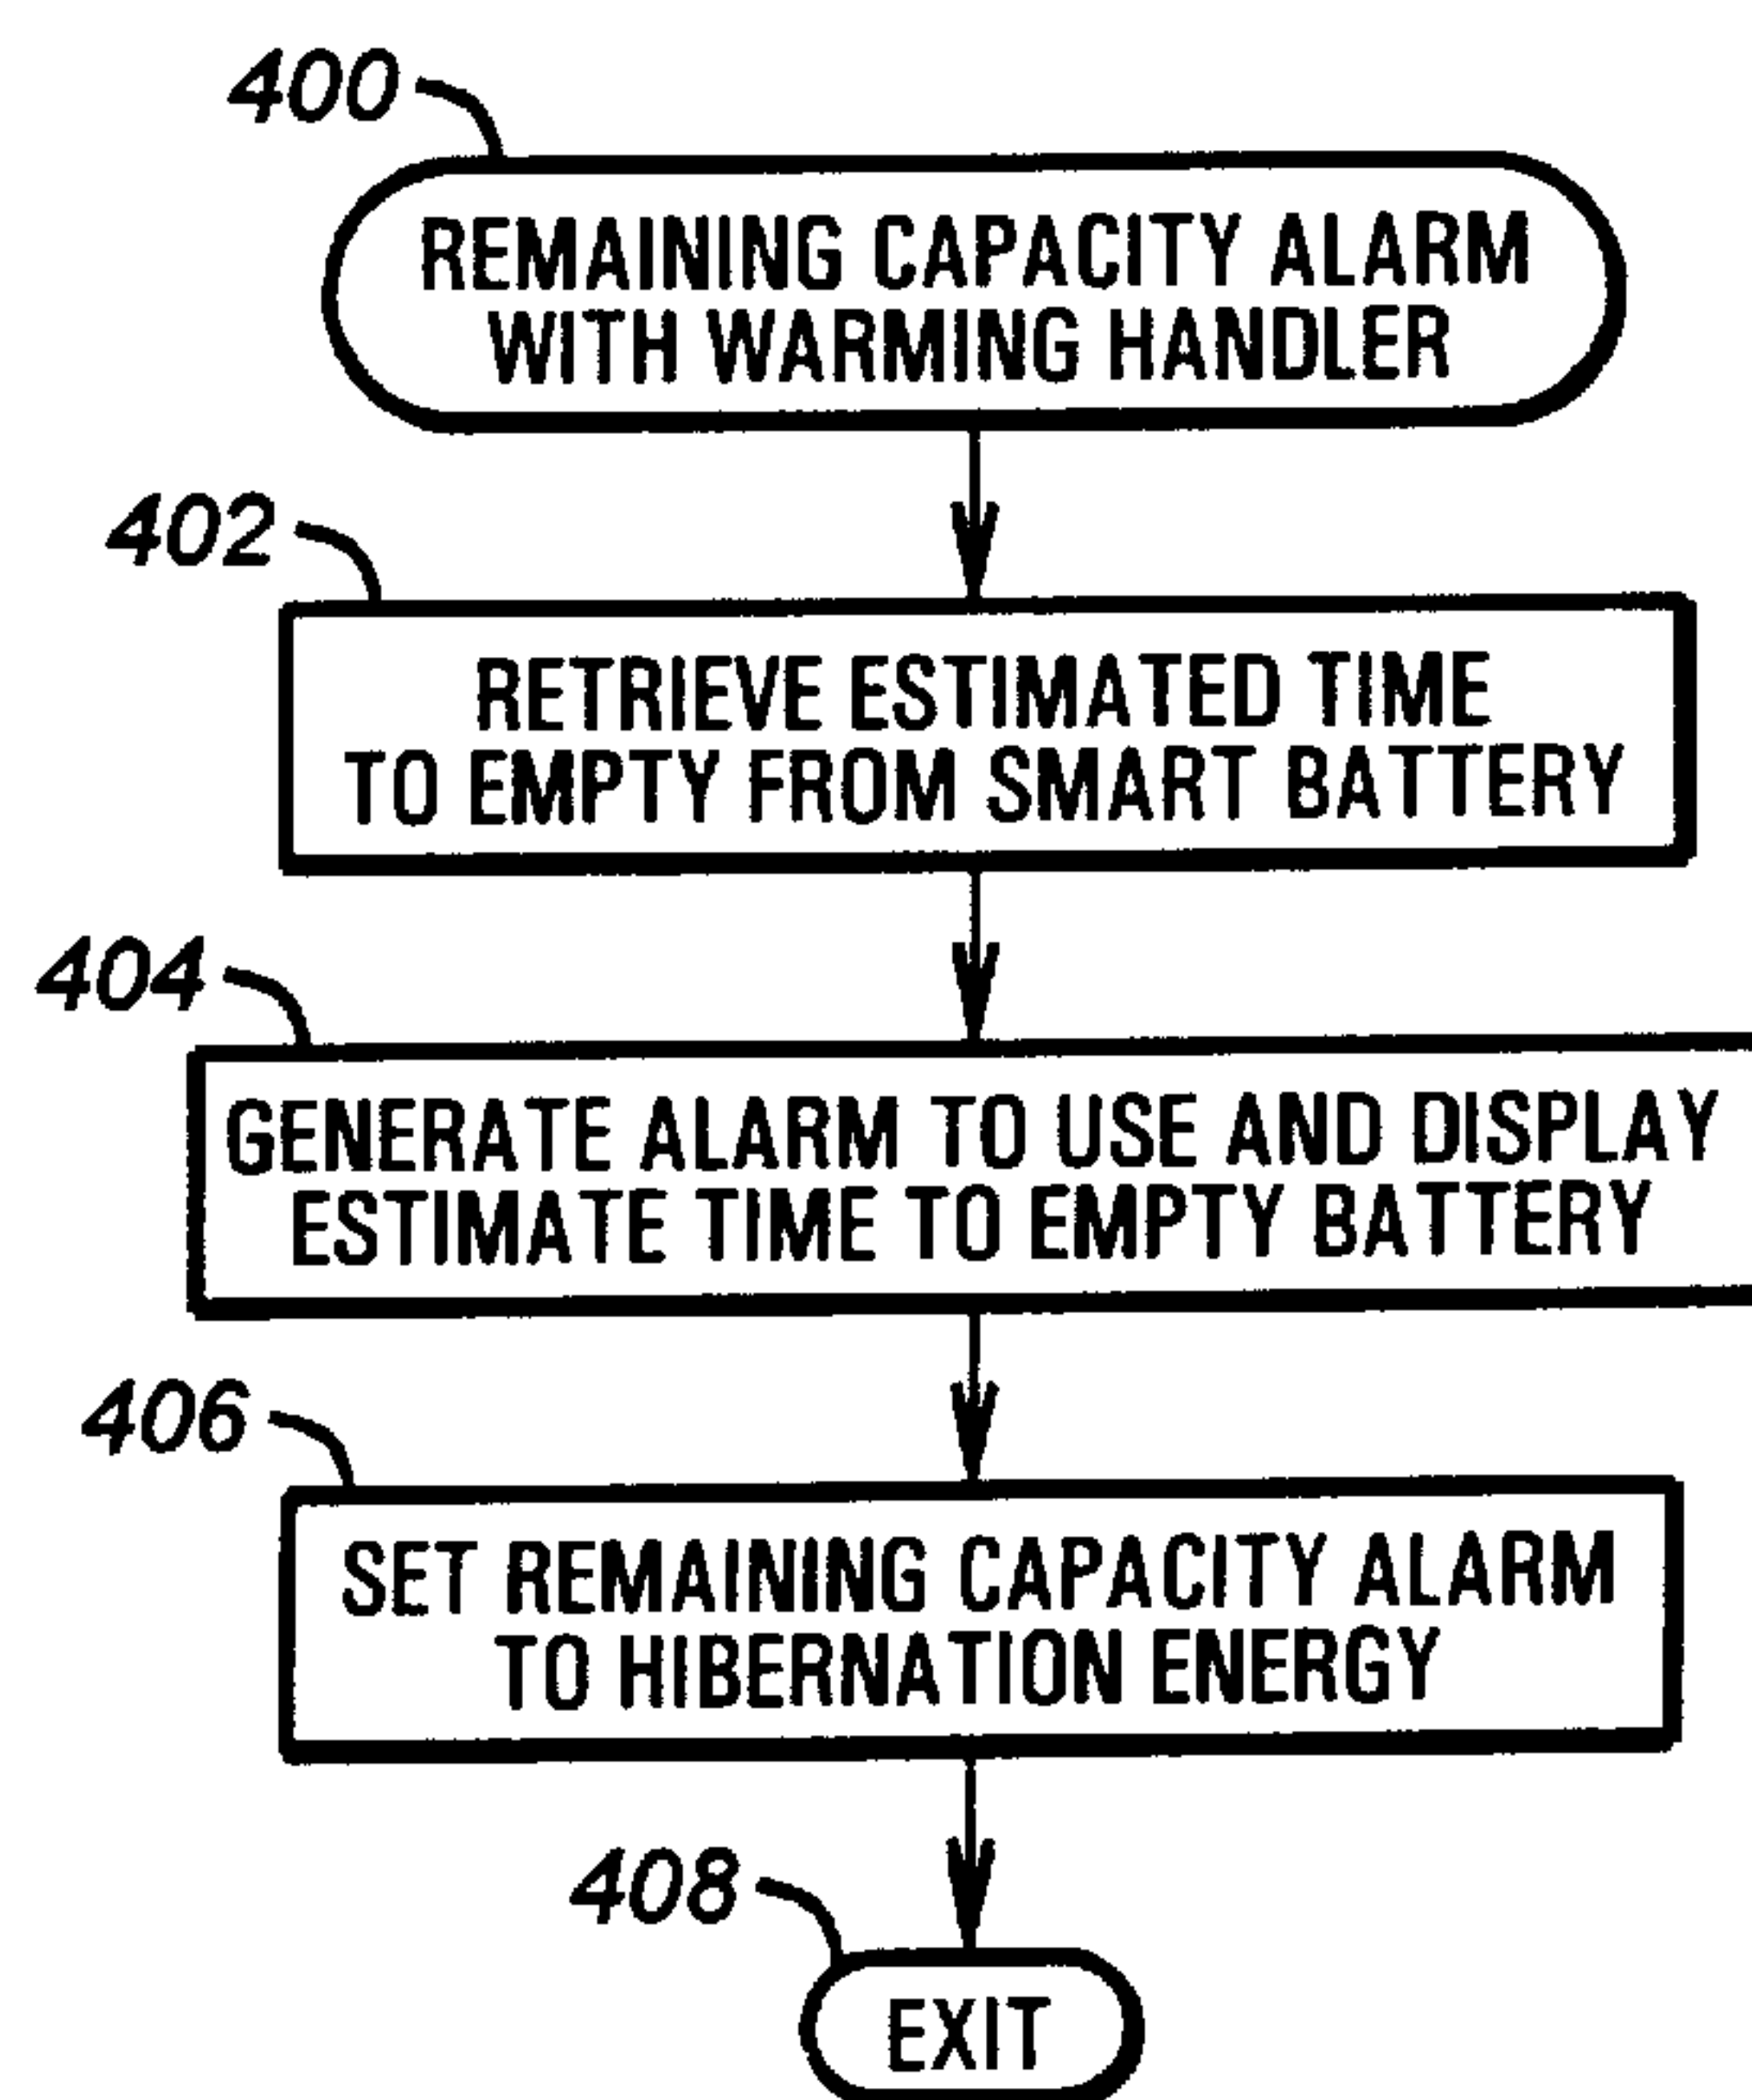 400
REMAINING CAPACITY ALARM
WITH WARMING HANDLER
402
RETRIEVE ESTIMATED TIME
TO EMPTY FROM SMART BATTERY
404
GENERATE ALARM TO USE AND DISPLAY
ESTIMATE TIME TO EMPTY BATTERY
406
SET REMAINING CAPACITY ALARM
TO HIBERNATION ENERGY
408
EXIT